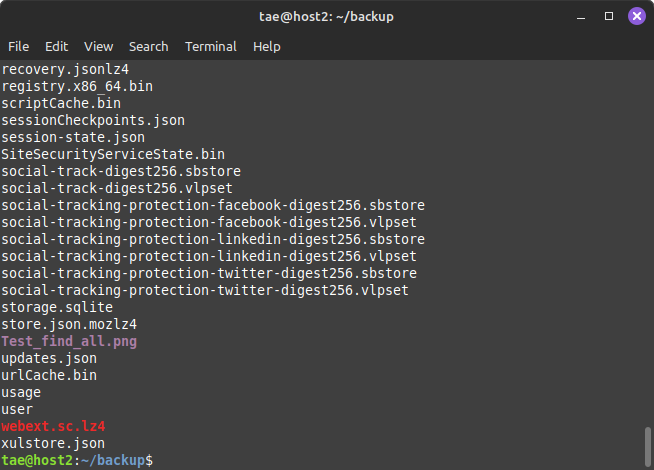 tae@host2: ~/backup
File Edit View Search Terminal Help
recovery.jsonlz4
registry.x86_64.bin
scriptCache.bin
sessionCheckpoints.json
session-state.json
SiteSecurityServiceState.bin
social-track-digest256.sbstore
social-track-digest256.vlpset
social-tracking-protection-facebook-digest256.sbstore
social-tracking-protection-facebook-digest256.vlpset
social-tracking-protection-linkedin-digest256.sbstore
social-tracking-protection-linkedin-digest256.vlpset
social-tracking-protection-twitter-digest256.sbstore
social-tracking-protection-twitter-digest256.vlpset
storage.sqlite
store.json.mozlz4
Test_find_all.png
updates.json
urlCache.bin
usage
user
webext.sc.lz4
xulstore.json
tae@host2:~/backup$